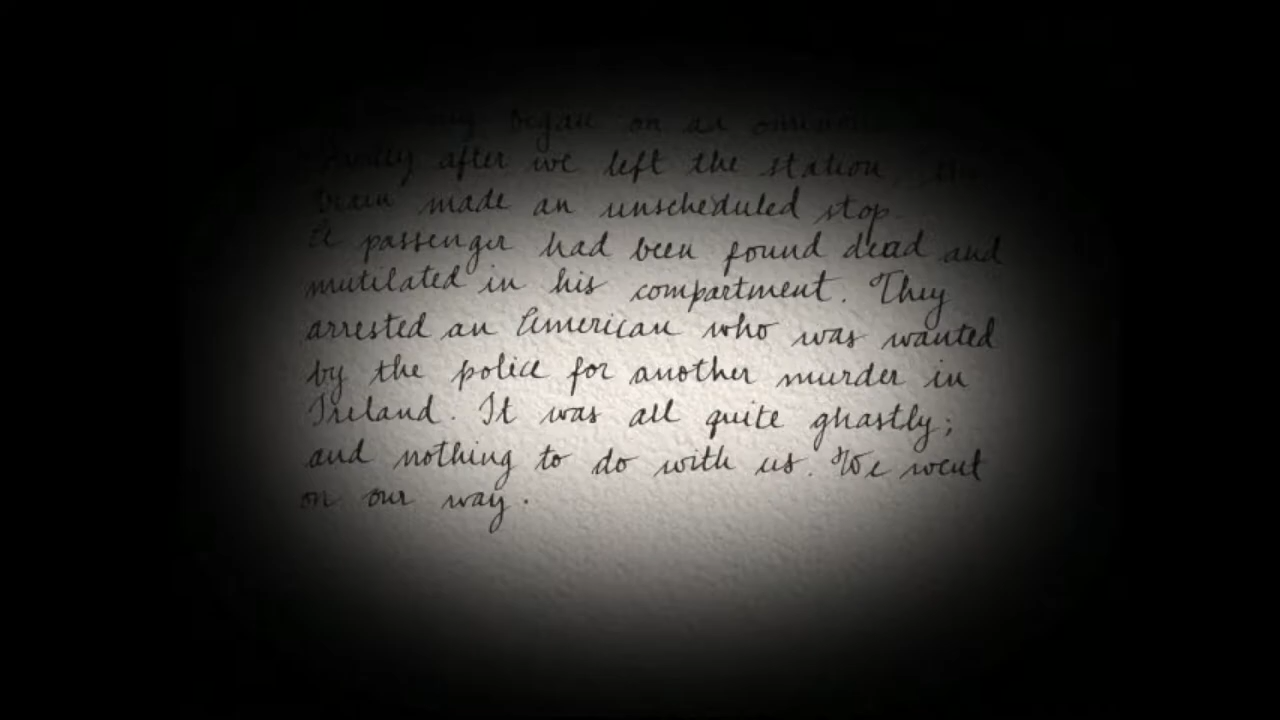 began on an
after we left the station
train made an unscheduled stop.
A passenger had been found dead and
mutilated in his compartment. They
arrested an American who was wanted
by the police for another murder in
Ireland. It was all quite ghastly;
and nothing to do with us. We went
on our way.